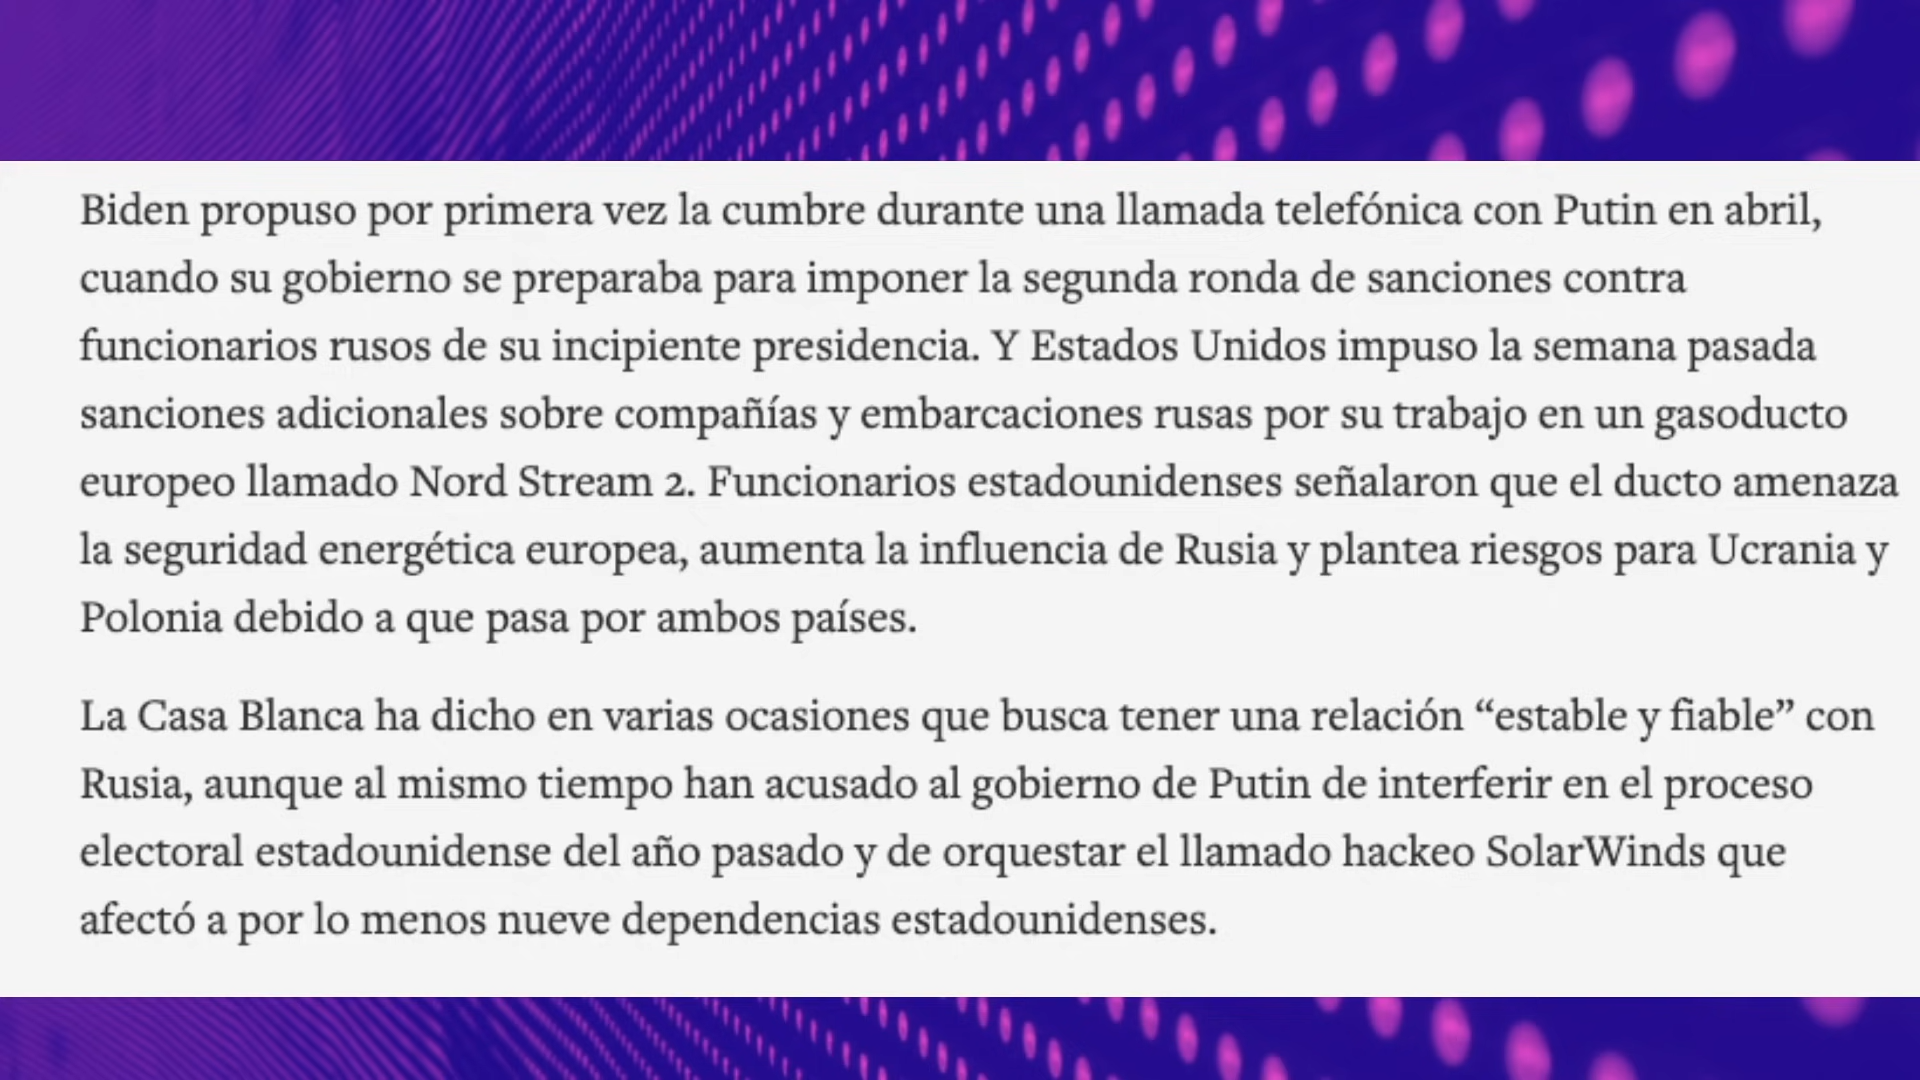 Biden propuso por primera vez la cumbre durante una llamada telefónica con Putin en abril,
cuando su gobierno se preparaba para imponer la segunda ronda de sanciones contra
funcionarios rusos de su incipiente presidencia. Y Estados Unidos impuso la semana pasada
sanciones adicionales sobre compañías y embarcaciones rusas por su trabajo en un gasoducto
europeo llamado Nord Stream 2. Funcionarios estadounidenses señalaron que el ducto amenaza
la seguridad energética europea, aumenta la influencia de Rusia y plantea riesgos para Ucrania y
Polonia debido a que pasa por ambos países.
La Casa Blanca ha dicho en varias ocasiones que busca tener una relación “estable y fiable” con
Rusia, aunque al mismo tiempo han acusado al gobierno de Putin de interferir en el proceso
electoral estadounidense del año pasado y de orquestar el llamado hackeo SolarWinds que
afectó a por lo menos nueve dependencias estadounidenses.